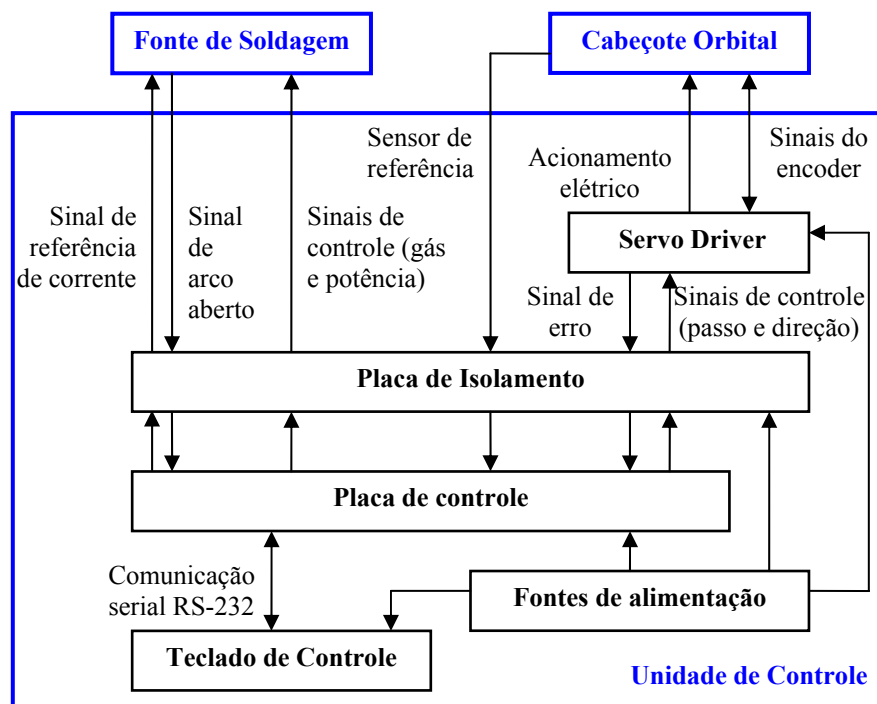 Fonte de Soldagem
Cabeçote Orbital
Sensor de
referência
Acionamento
elétrico
Sinais do
encoder
Sinal de
referência
de corrente
Sinal
de
arco
aberto
Sinais de
controle (gás
e potência)
Servo Driver
Sinal de
erro
Sinais de controle
(passo e direção)
Placa de Isolamento
Placa de controle
Comunicação
serial RS-232
Fontes de alimentação
Teclado de Controle
Unidade de Controle